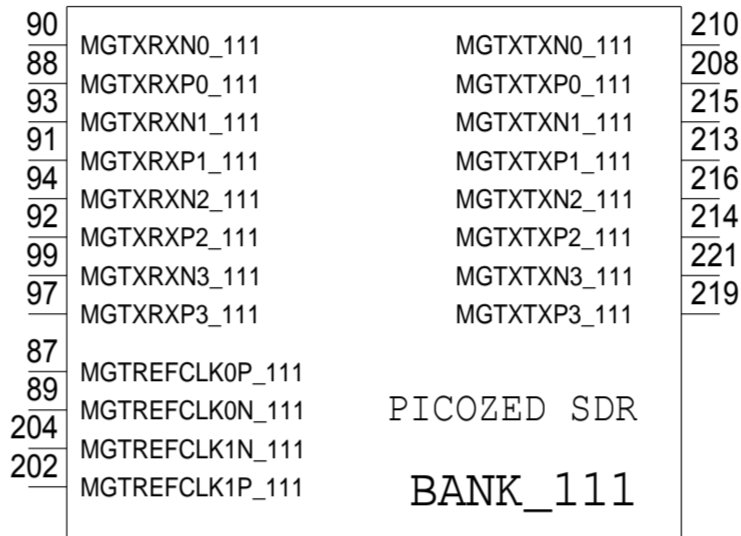 90 210
MGTXRXN0_111 MGTXTXN0_111
88 208
MGTXRXP0_111 MGTXTXP0_111
93 215
MGTXRXN1_111 MGTXTXN1_111
91 213
MGTXRXP1_111 MGTXTXP1_111
94 216
MGTXRXN2_111 MGTXTXN2_111
92 214
MGTXRXP2_111 MGTXTXP2_111
99 221
MGTXRXN3_111 MGTXTXN3_111
97 219
MGTXRXP3_111 MGTXTXP3_111
87
MGTREFCLK0P_111
89
MGTREFCLK0N_111 PICOZED SDR
204
MGTREFCLK1N_111
202
MGTREFCLK1P_111 BANK_111